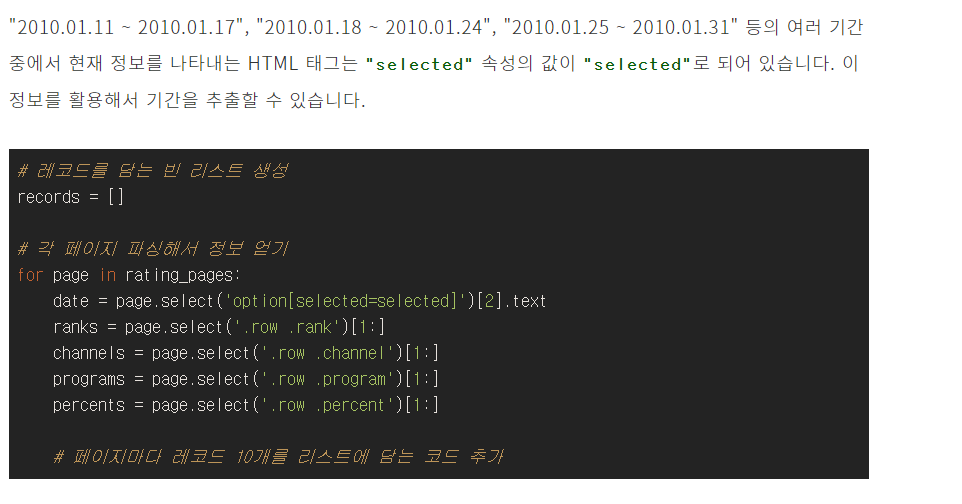 "2010.01.11 ~ 2010.01.17", "2010.01.18 ~ 2010.01.24", "2010.01.25 ~ 2010.01.31" 등의 여러 기간
중에서 현재 정보를 나타내는 HTML 태그는 "selected" 속성의 값이 "selected"로 되어 있습니다. 이
정보를 활용해서 기간을 추출할 수 있습니다.
# 레코드를 담는 빈 리스트 생성
records = []
# 각 페이지 파싱해서 정보 얻기
for page in rating_pages:
    date = page.select('option[selected=selected]')[2].text
    ranks = page.select('.row .rank')[1:]
    channels = page.select('.row .channel')[1:]
    programs = page.select('.row .program')[1:]
    percents = page.select('.row .percent')[1:]
    # 페이지마다 레코드 10개를 리스트에 담는 코드 추가